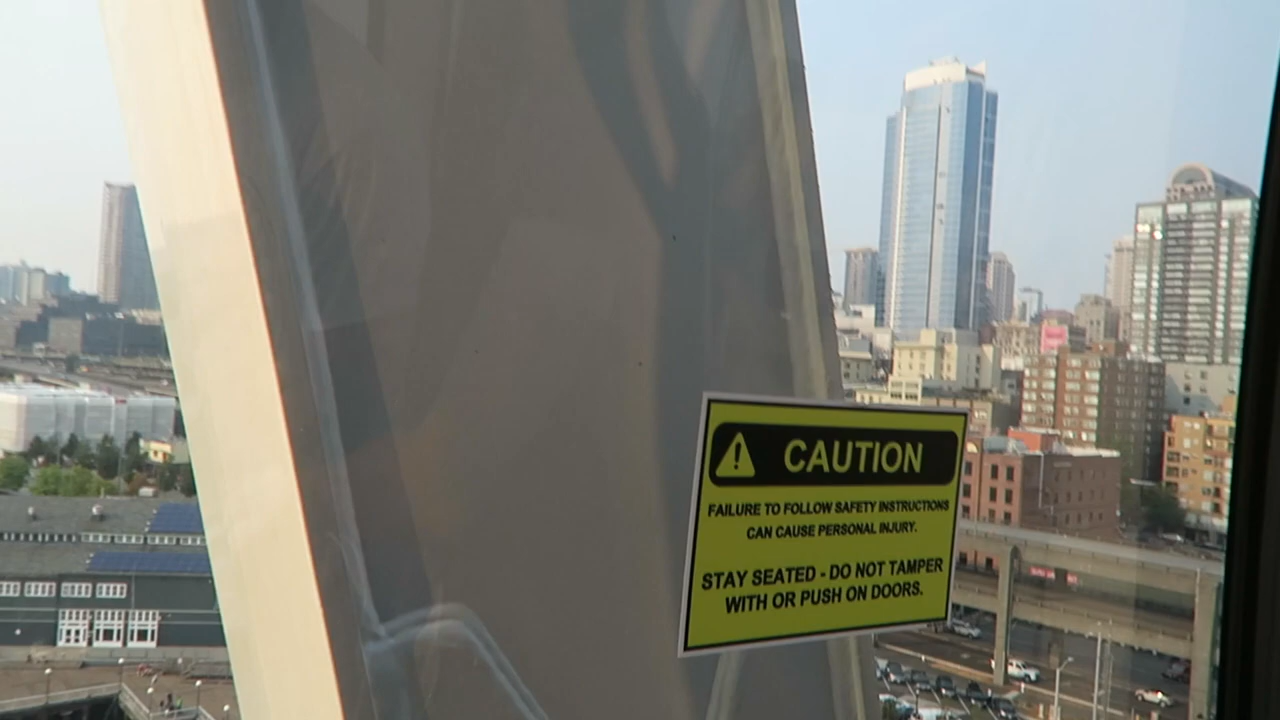 CAUTION
FAILURE TO FOLLOW SAFETY INSTRUCTIONS
CAN CAUSE PERSONAL INJURY.
STAY SEATED - DO NOT TAMPER
WITH OR PUSH ON DOORS.